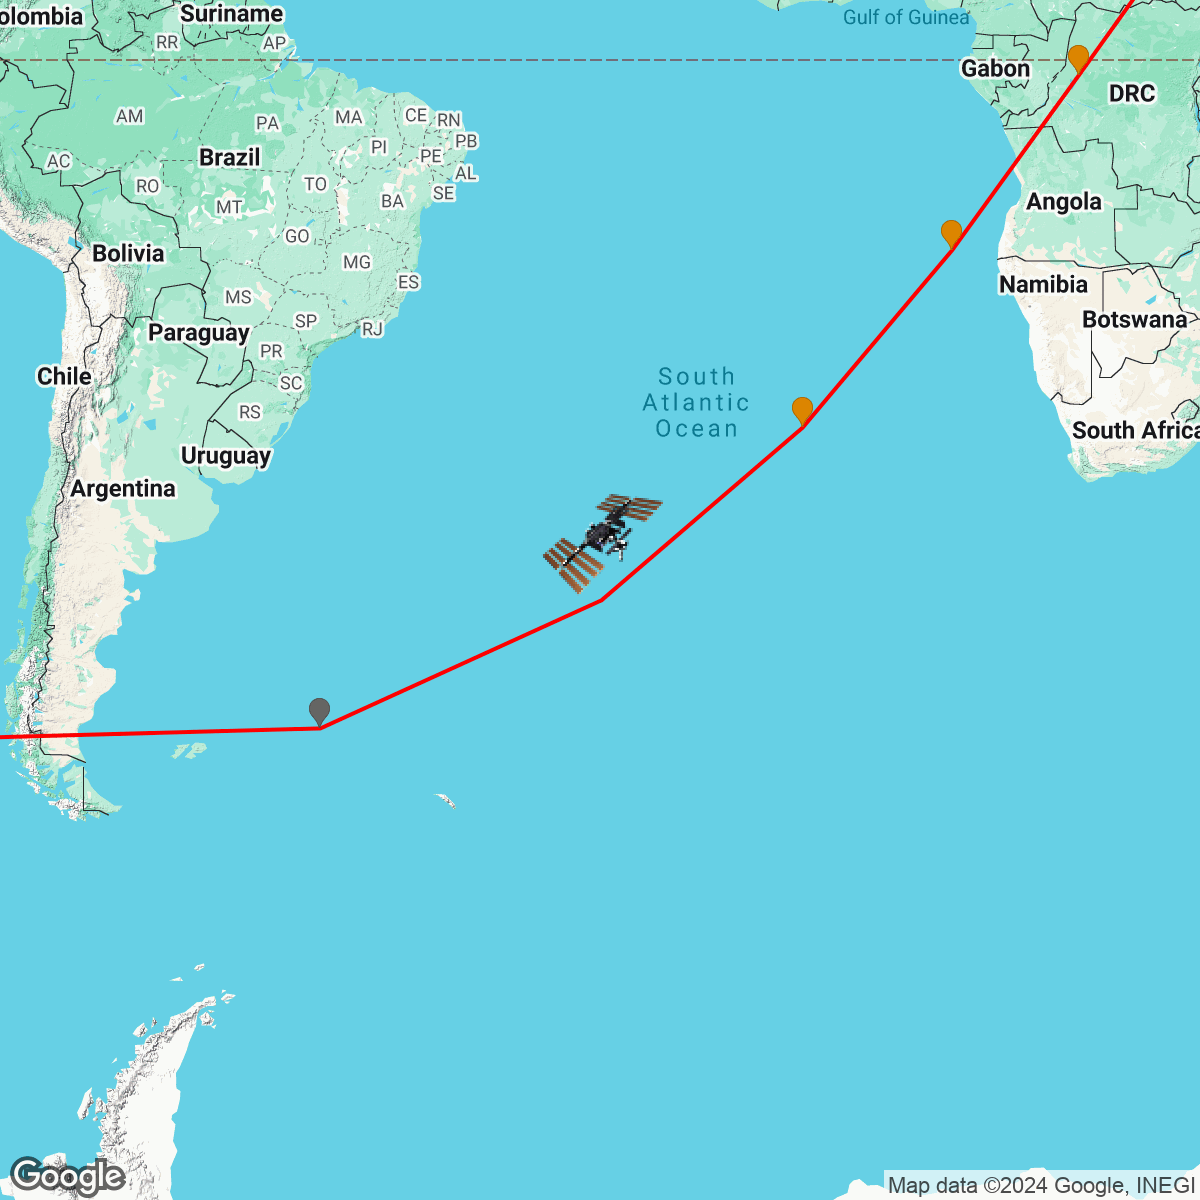 olombia
Suriname
Gulf of Guinea
RR
AP
Gabon
DRC
AM
PA
MA
CE
RN
PI
PB
PE
Brazil
AC
AL
RO
TO
SE
BA
MT
Angola
GO
Bolivia
MG
ES
Namibia
MS
SP
Botswana
RJ
Paraguay
PR
Chile
SC
South
Atlantic
Ocean
RS
South Africa
Uruguay
Argentina
Google
Map data ©2024 Google, INEGI